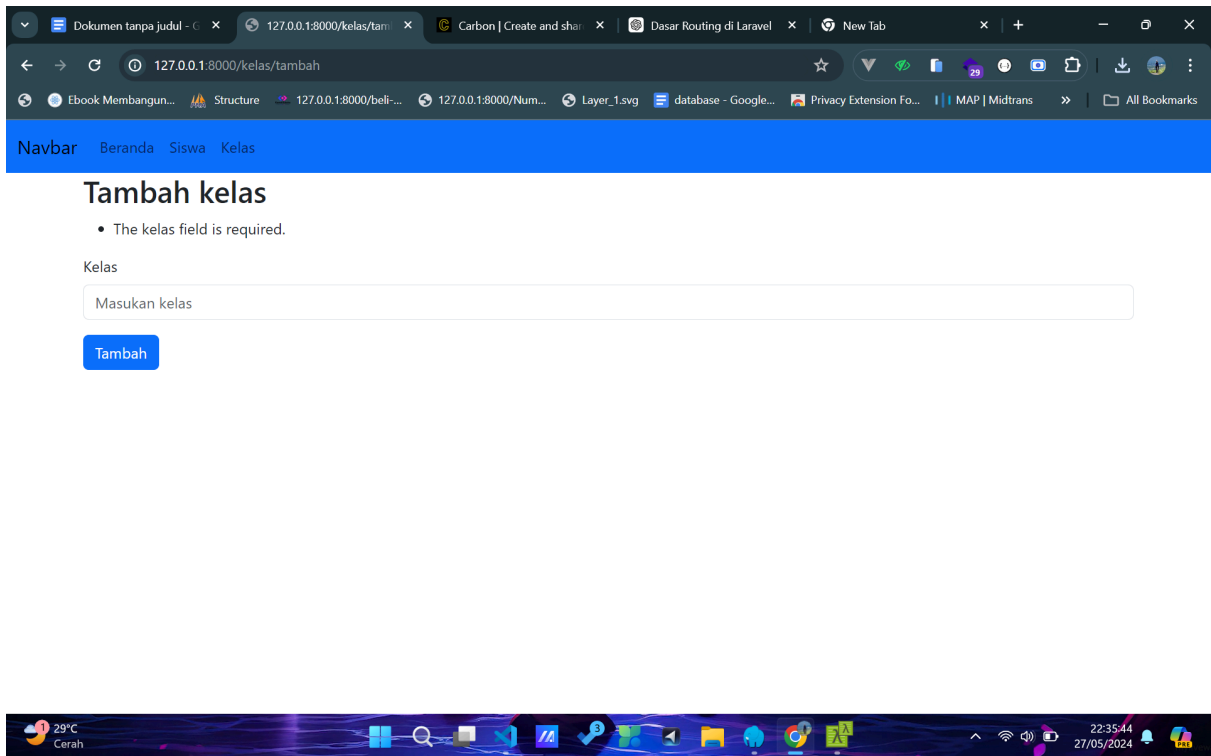 Dokumen tanpa judul - G
127.0.0.1:8000/kelas/tam
Carbon | Create and shar
Dasar Routing di Laravel
New Tab
127.0.0.1:8000/kelas/tambah
29
Ebook Membangun...
Structure
127.0.0.1:8000/beli-...
127.0.0.1:8000/Num...
Layer_1.svg
database - Google...
Privacy Extension Fo...
MAP | Midtrans
All Bookmarks
Navbar Beranda Siswa Kelas
Tambah kelas
• The kelas field is required.
Kelas
Masukan kelas
Tambah
1
29°C
Cerah
3
22:35:44
27/05/2024
PRE